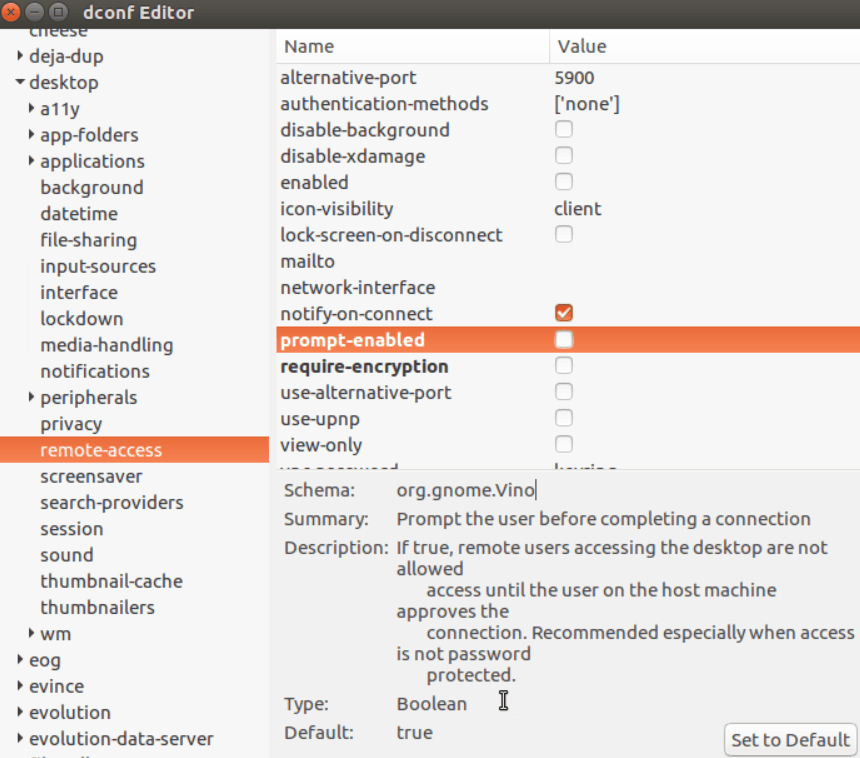 dconf Editor
cheese
deja-dup
desktop
a11y
app-folders
applications
background
datetime
file-sharing
input-sources
interface
lockdown
media-handling
notifications
peripherals
privacy
remote-access
screensaver
search-providers
session
sound
thumbnail-cache
thumbnailers
wm
eog
evince
evolution
evolution-data-server
Name Value
alternative-port 5900
authentication-methods ['none']
disable-background
disable-xdamage
enabled
icon-visibility client
lock-screen-on-disconnect
mailto
network-interface
notify-on-connect
prompt-enabled
require-encryption
use-alternative-port
use-upnp
view-only
vnc-password keyring
Schema: org.gnome.Vino
Summary: Prompt the user before completing a connection
Description: If true, remote users accessing the desktop are not
allowed
access until the user on the host machine
approves the
connection. Recommended especially when access
is not password
protected.
Type: Boolean
Default: true
Set to Default